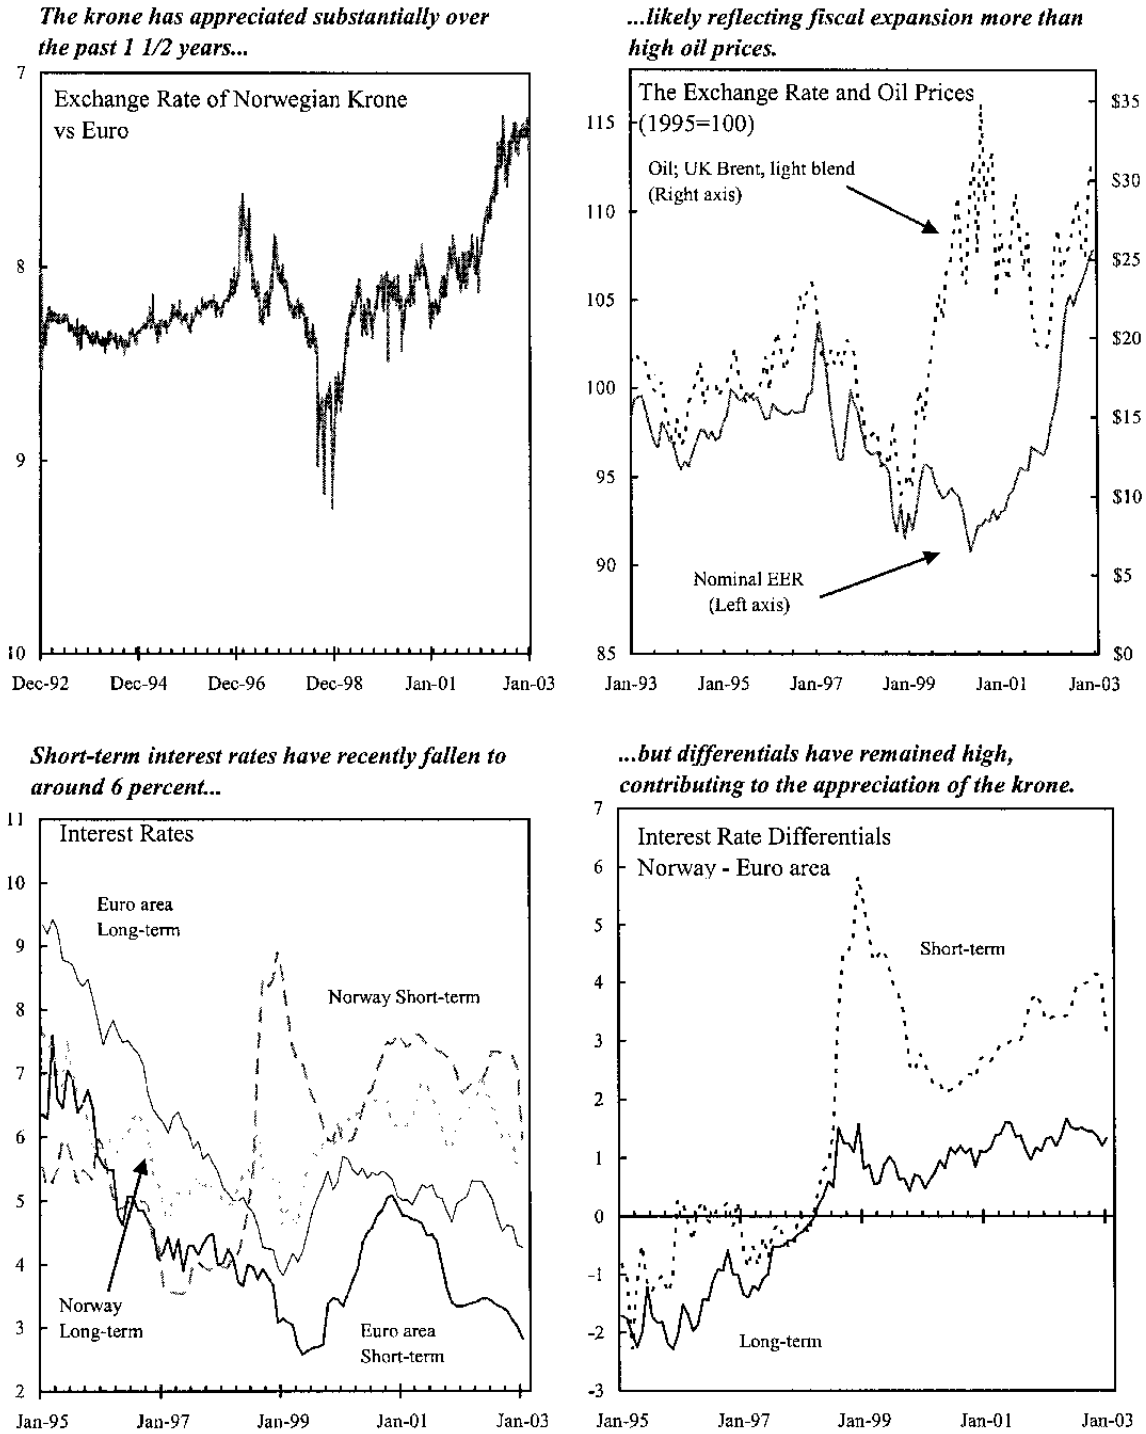 The krone has appreciated substantially over
the past 1 1/2 years...
Exchange Rate of Norwegian Krone
vs Euro
7
8
9
10
Dec-92
Dec-94
Dec-96
Dec-98
Jan-01
Jan-03
...likely reflecting fiscal expansion more than
high oil prices.
The Exchange Rate and Oil Prices
(1995=100)
Oil; UK Brent, light blend
(Right axis)
Nominal EER
(Left axis)
115
110
105
100
95
90
85
$35
$30
$25
$20
$15
$10
$5
$0
Jan-93
Jan-95
Jan-97
Jan-99
Jan-01
Jan-03
Short-term interest rates have recently fallen to
around 6 percent...
Interest Rates
Euro area
Long-term
Norway Short-term
Norway
Long-term
Euro area
Short-term
11
10
9
8
7
6
5
4
3
2
Jan-95
Jan-97
Jan-99
Jan-01
Jan-03
...but differentials have remained high,
contributing to the appreciation of the krone.
Interest Rate Differentials
Norway - Euro area
Short-term
Long-term
7
6
5
4
3
2
1
0
-1
-2
-3
Jan-95
Jan-97
Jan-99
Jan-01
Jan-03